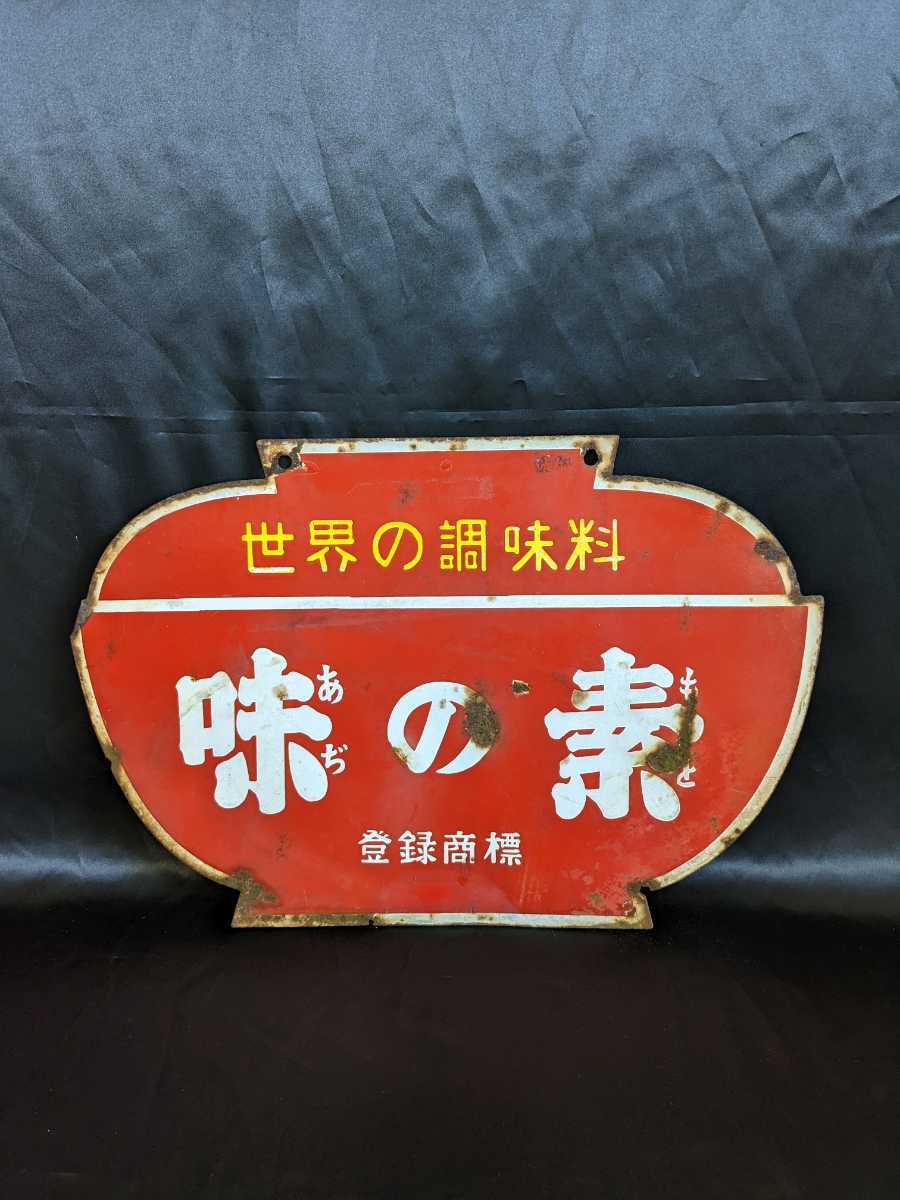 世界の調味料
味の素
あぢ
もと
登録商標